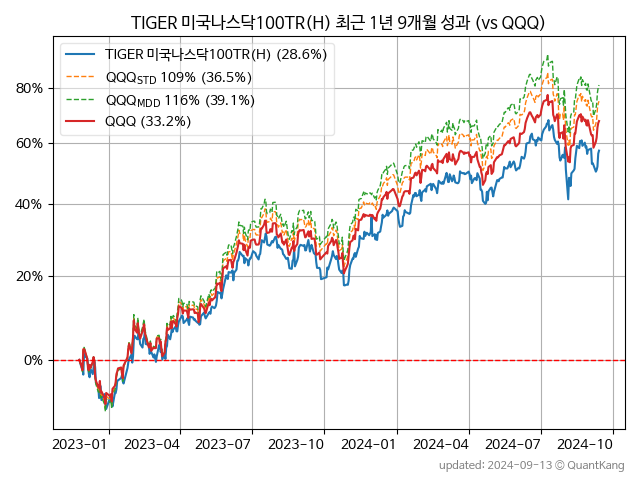 TIGER 미국나스닥100TR(H) 최근 1년 9개월 성과 (vs QQQ)
TIGER 미국나스닥100TR(H) (28.6%)
QQQSTD 109% (36.5%)
QQQMDD 116% (39.1%)
QQQ (33.2%)
80%
60%
40%
20%
0%
2023-01 2023-04 2023-07 2023-10 2024-01 2024-04 2024-07 2024-10
updated: 2024-09-13 © QuantKang